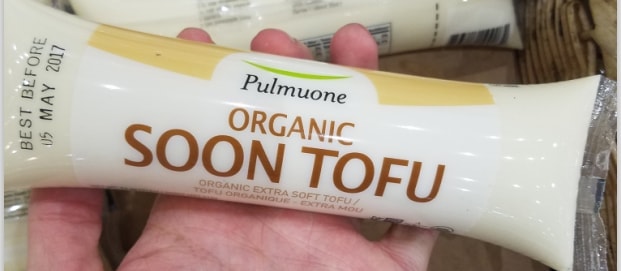 BEST BEFORE
05 MAY 2017
Pulmuone
ORGANIC
SOON TOFU
ORGANIC EXTRA SOFT TOFU /
TOFU ORGANIQUE - EXTRA MOU